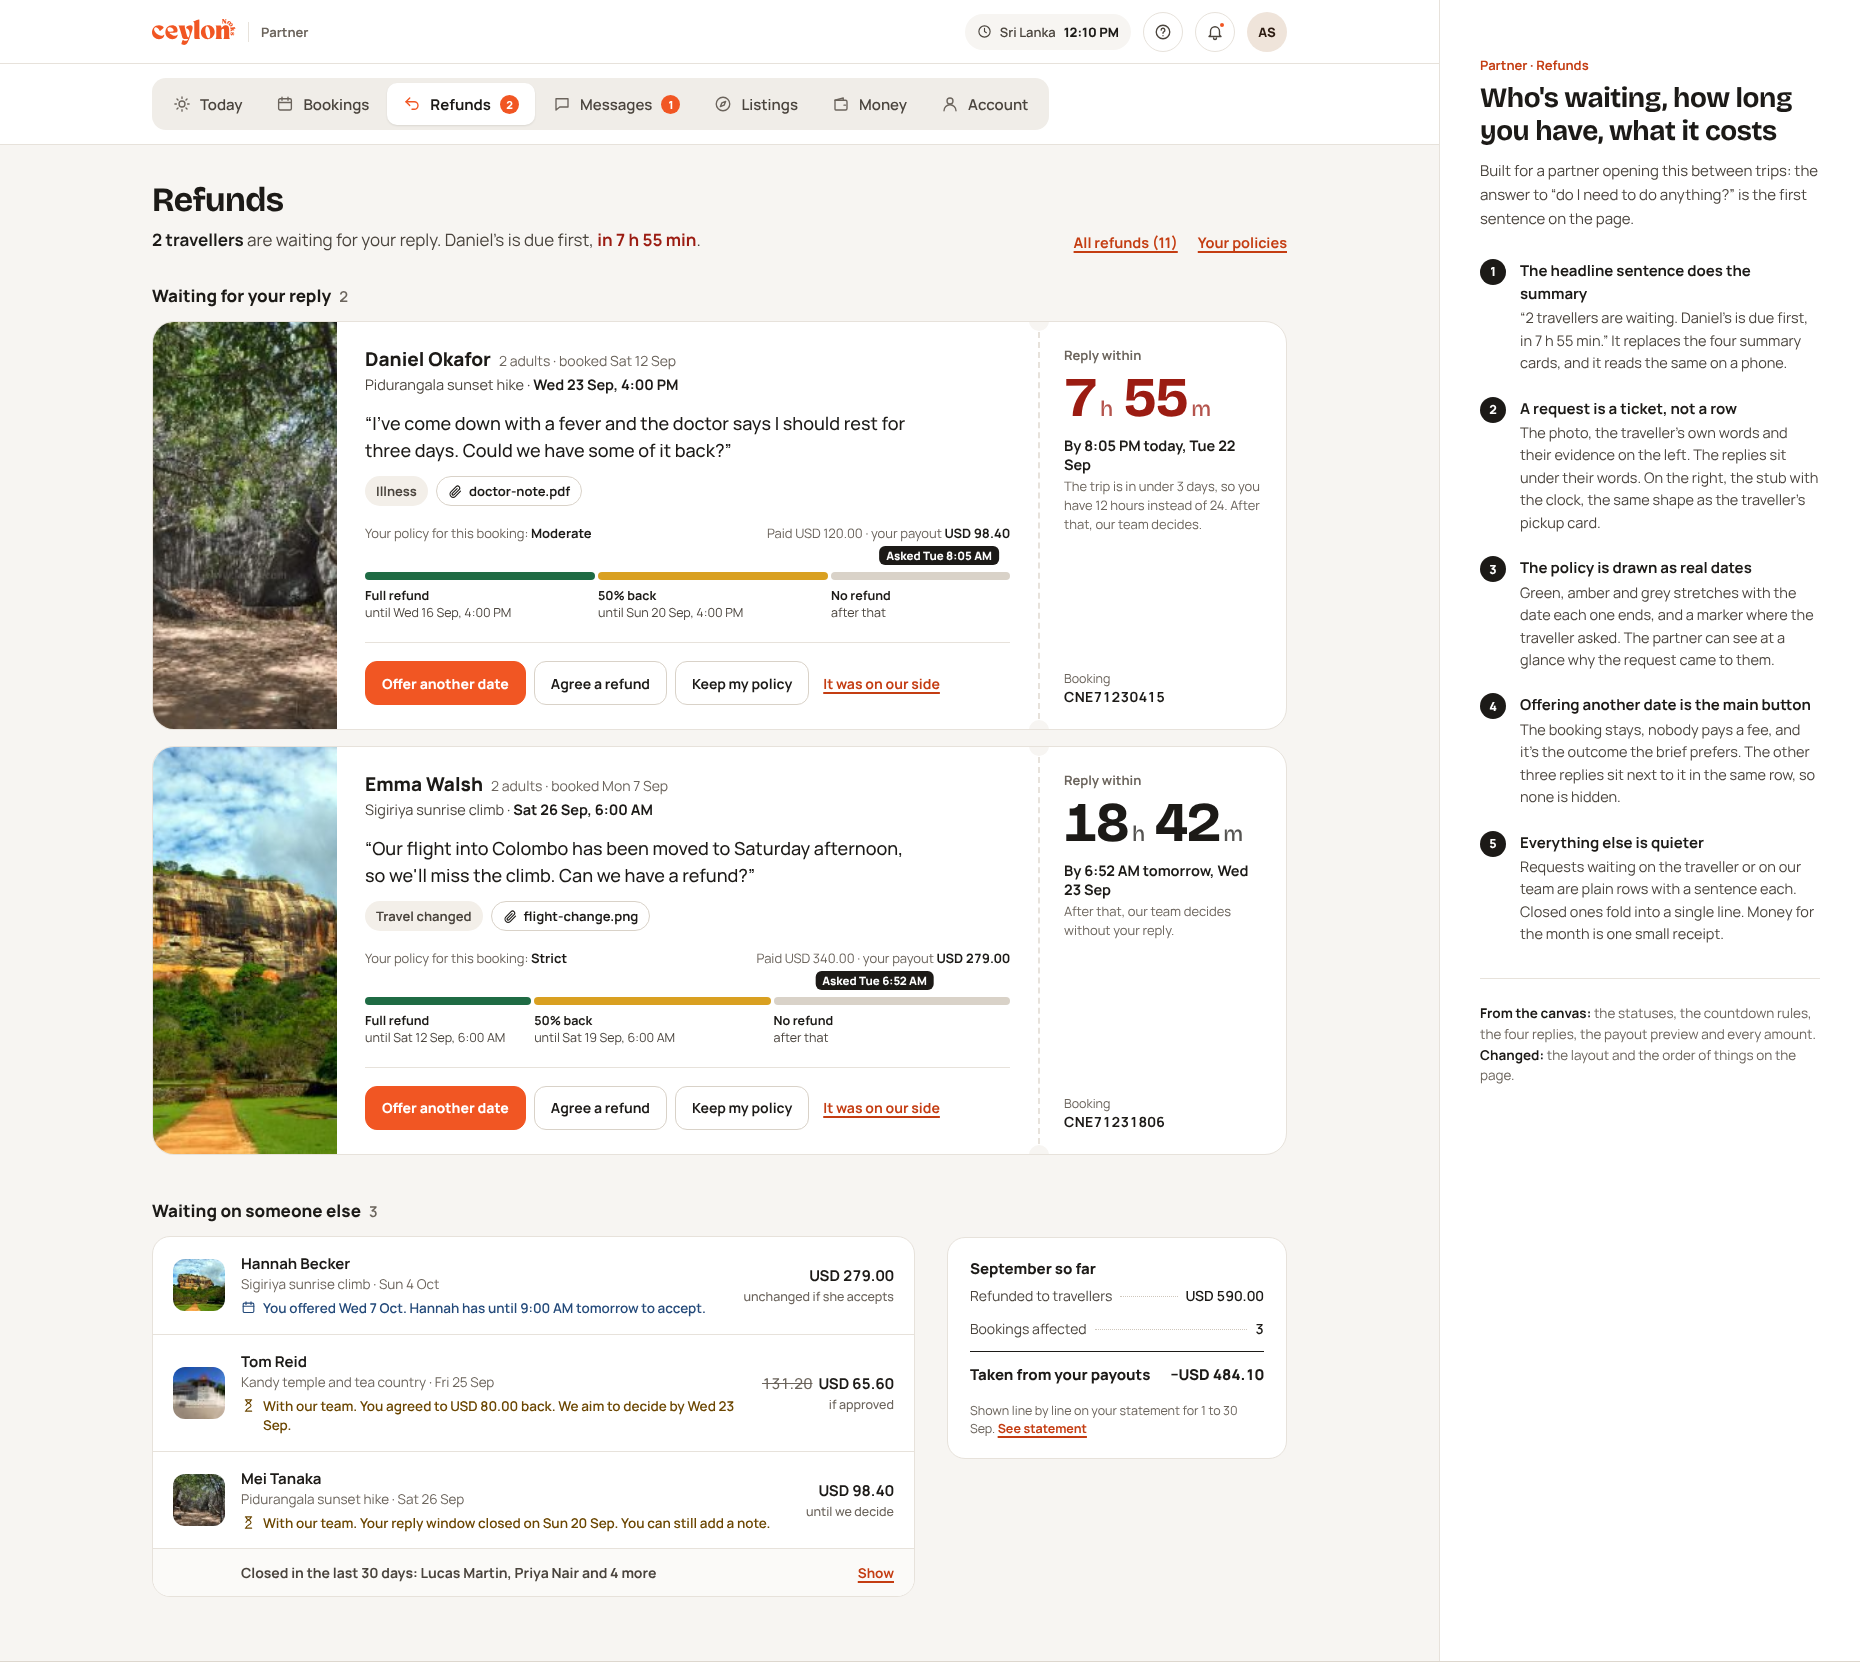 ceylon
Partner
Sri Lanka 12:10 PM
AS
Today
Bookings
Refunds 2
Messages 1
Listings
Money
Account
Refunds
2 travellers are waiting for your reply. Daniel's is due first, in 7 h 55 min.
All refunds (11)
Your policies
Waiting for your reply 2
Daniel Okafor 2 adults · booked Sat 12 Sep
Pidurangala sunset hike · Wed 23 Sep, 4:00 PM
“I've come down with a fever and the doctor says I should rest for
three days. Could we have some of it back?”
Illness
doctor-note.pdf
Your policy for this booking: Moderate
Paid USD 120.00 · your payout USD 98.40
Asked Tue 8:05 AM
Full refund
until Wed 16 Sep, 4:00 PM
50% back
until Sun 20 Sep, 4:00 PM
No refund
after that
Offer another date
Agree a refund
Keep my policy
It was on our side
Reply within
7 h 55 m
By 8:05 PM today, Tue 22
Sep
The trip is in under 3 days, so you
have 12 hours instead of 24. After
that, our team decides.
Booking
CNE71230415
Emma Walsh 2 adults · booked Mon 7 Sep
Sigiriya sunrise climb · Sat 26 Sep, 6:00 AM
“Our flight into Colombo has been moved to Saturday afternoon,
so we'll miss the climb. Can we have a refund?”
Travel changed
flight-change.png
Your policy for this booking: Strict
Paid USD 340.00 · your payout USD 279.00
Asked Tue 6:52 AM
Full refund
until Sat 12 Sep, 6:00 AM
50% back
until Sat 19 Sep, 6:00 AM
No refund
after that
Offer another date
Agree a refund
Keep my policy
It was on our side
Reply within
18 h 42 m
By 6:52 AM tomorrow, Wed
23 Sep
After that, our team decides
without your reply.
Booking
CNE71231806
Waiting on someone else 3
Hannah Becker
Sigiriya sunrise climb · Sun 4 Oct
You offered Wed 7 Oct. Hannah has until 9:00 AM tomorrow to accept.
USD 279.00
unchanged if she accepts
Tom Reid
Kandy temple and tea country · Fri 25 Sep
With our team. You agreed to USD 80.00 back. We aim to decide by Wed 23
Sep.
131.20 USD 65.60
if approved
Mei Tanaka
Pidurangala sunset hike · Sat 26 Sep
With our team. Your reply window closed on Sun 20 Sep. You can still add a note.
USD 98.40
until we decide
Closed in the last 30 days: Lucas Martin, Priya Nair and 4 more
Show
September so far
Refunded to travellers USD 590.00
Bookings affected 3
Taken from your payouts −USD 484.10
Shown line by line on your statement for 1 to 30
Sep. See statement
Partner · Refunds
Who's waiting, how long
you have, what it costs
Built for a partner opening this between trips: the
answer to “do I need to do anything?” is the first
sentence on the page.
1
The headline sentence does the
summary
“2 travellers are waiting. Daniel's is due first,
in 7 h 55 min.” It replaces the four summary
cards, and it reads the same on a phone.
2
A request is a ticket, not a row
The photo, the traveller's own words and
their evidence on the left. The replies sit
under their words. On the right, the stub with
the clock, the same shape as the traveller's
pickup card.
3
The policy is drawn as real dates
Green, amber and grey stretches with the
date each one ends, and a marker where the
traveller asked. The partner can see at a
glance why the request came to them.
4
Offering another date is the main button
The booking stays, nobody pays a fee, and
it's the outcome the brief prefers. The other
three replies sit next to it in the same row, so
none is hidden.
5
Everything else is quieter
Requests waiting on the traveller or on our
team are plain rows with a sentence each.
Closed ones fold into a single line. Money for
the month is one small receipt.
From the canvas: the statuses, the countdown rules,
the four replies, the payout preview and every amount.
Changed: the layout and the order of things on the
page.